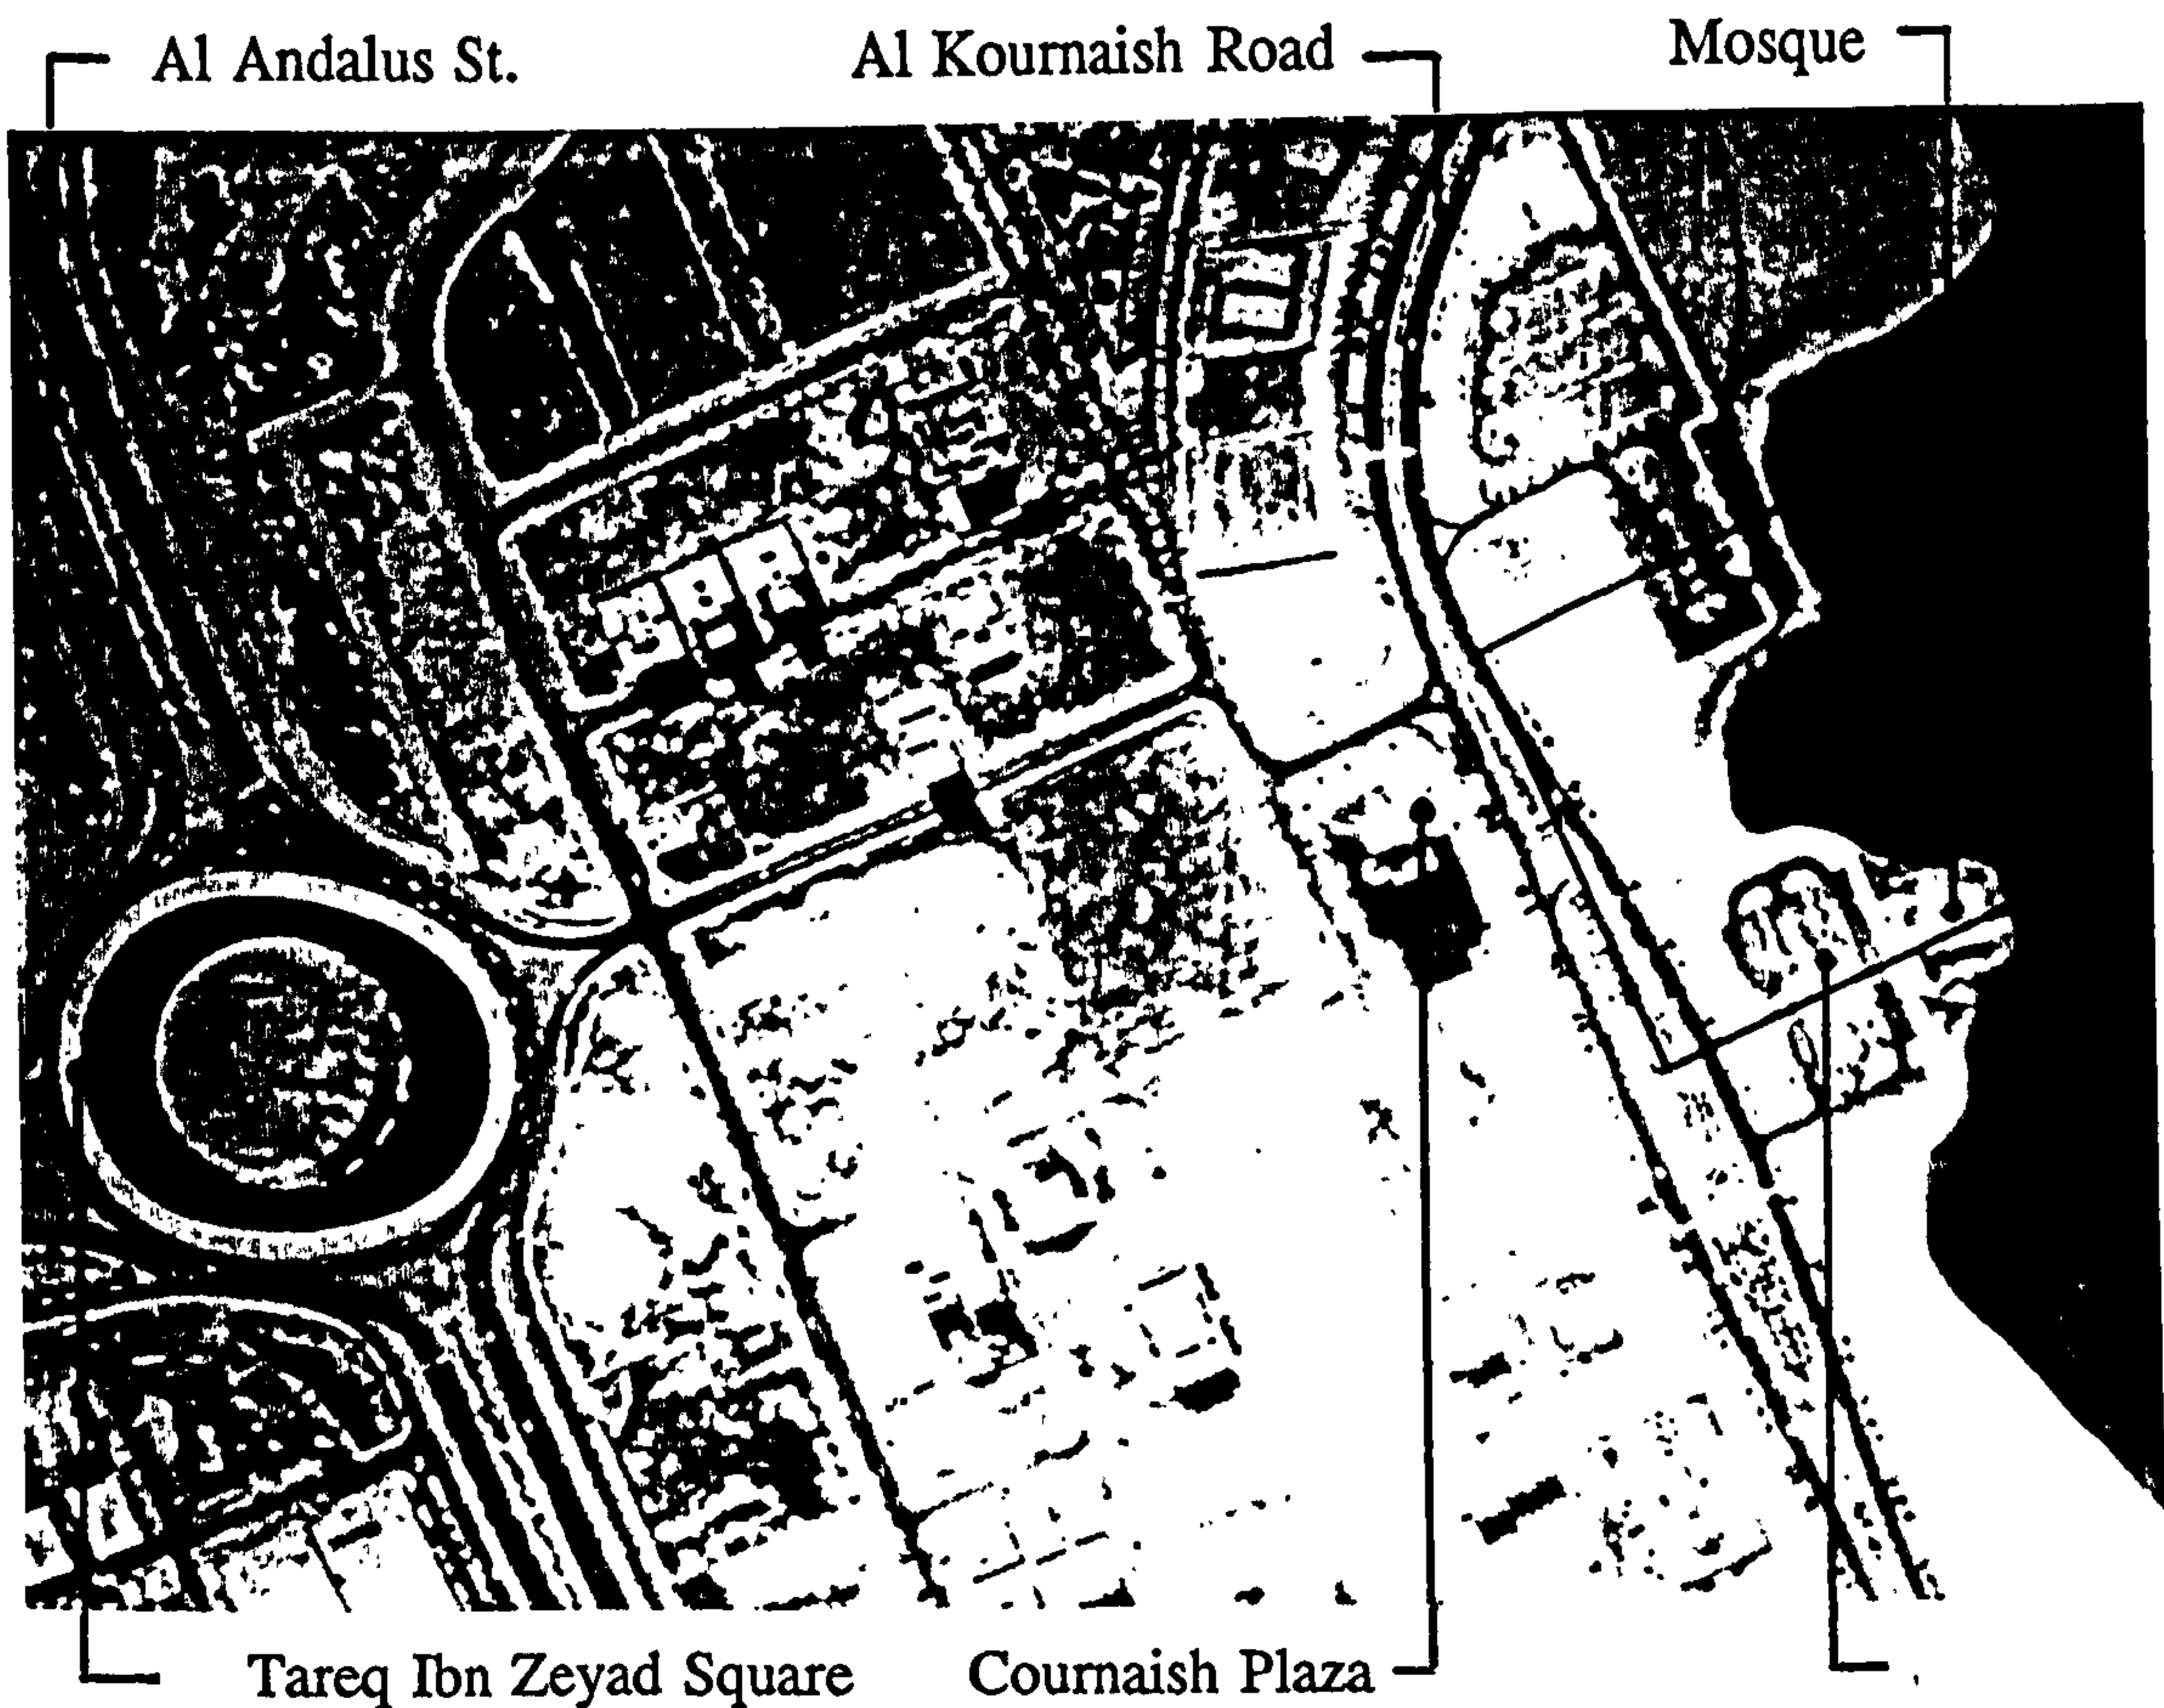 Al Andalus St.
Al Kournaish Road
Mosque
Tareq Ibn Zeyad Square
Cournaish Plaza